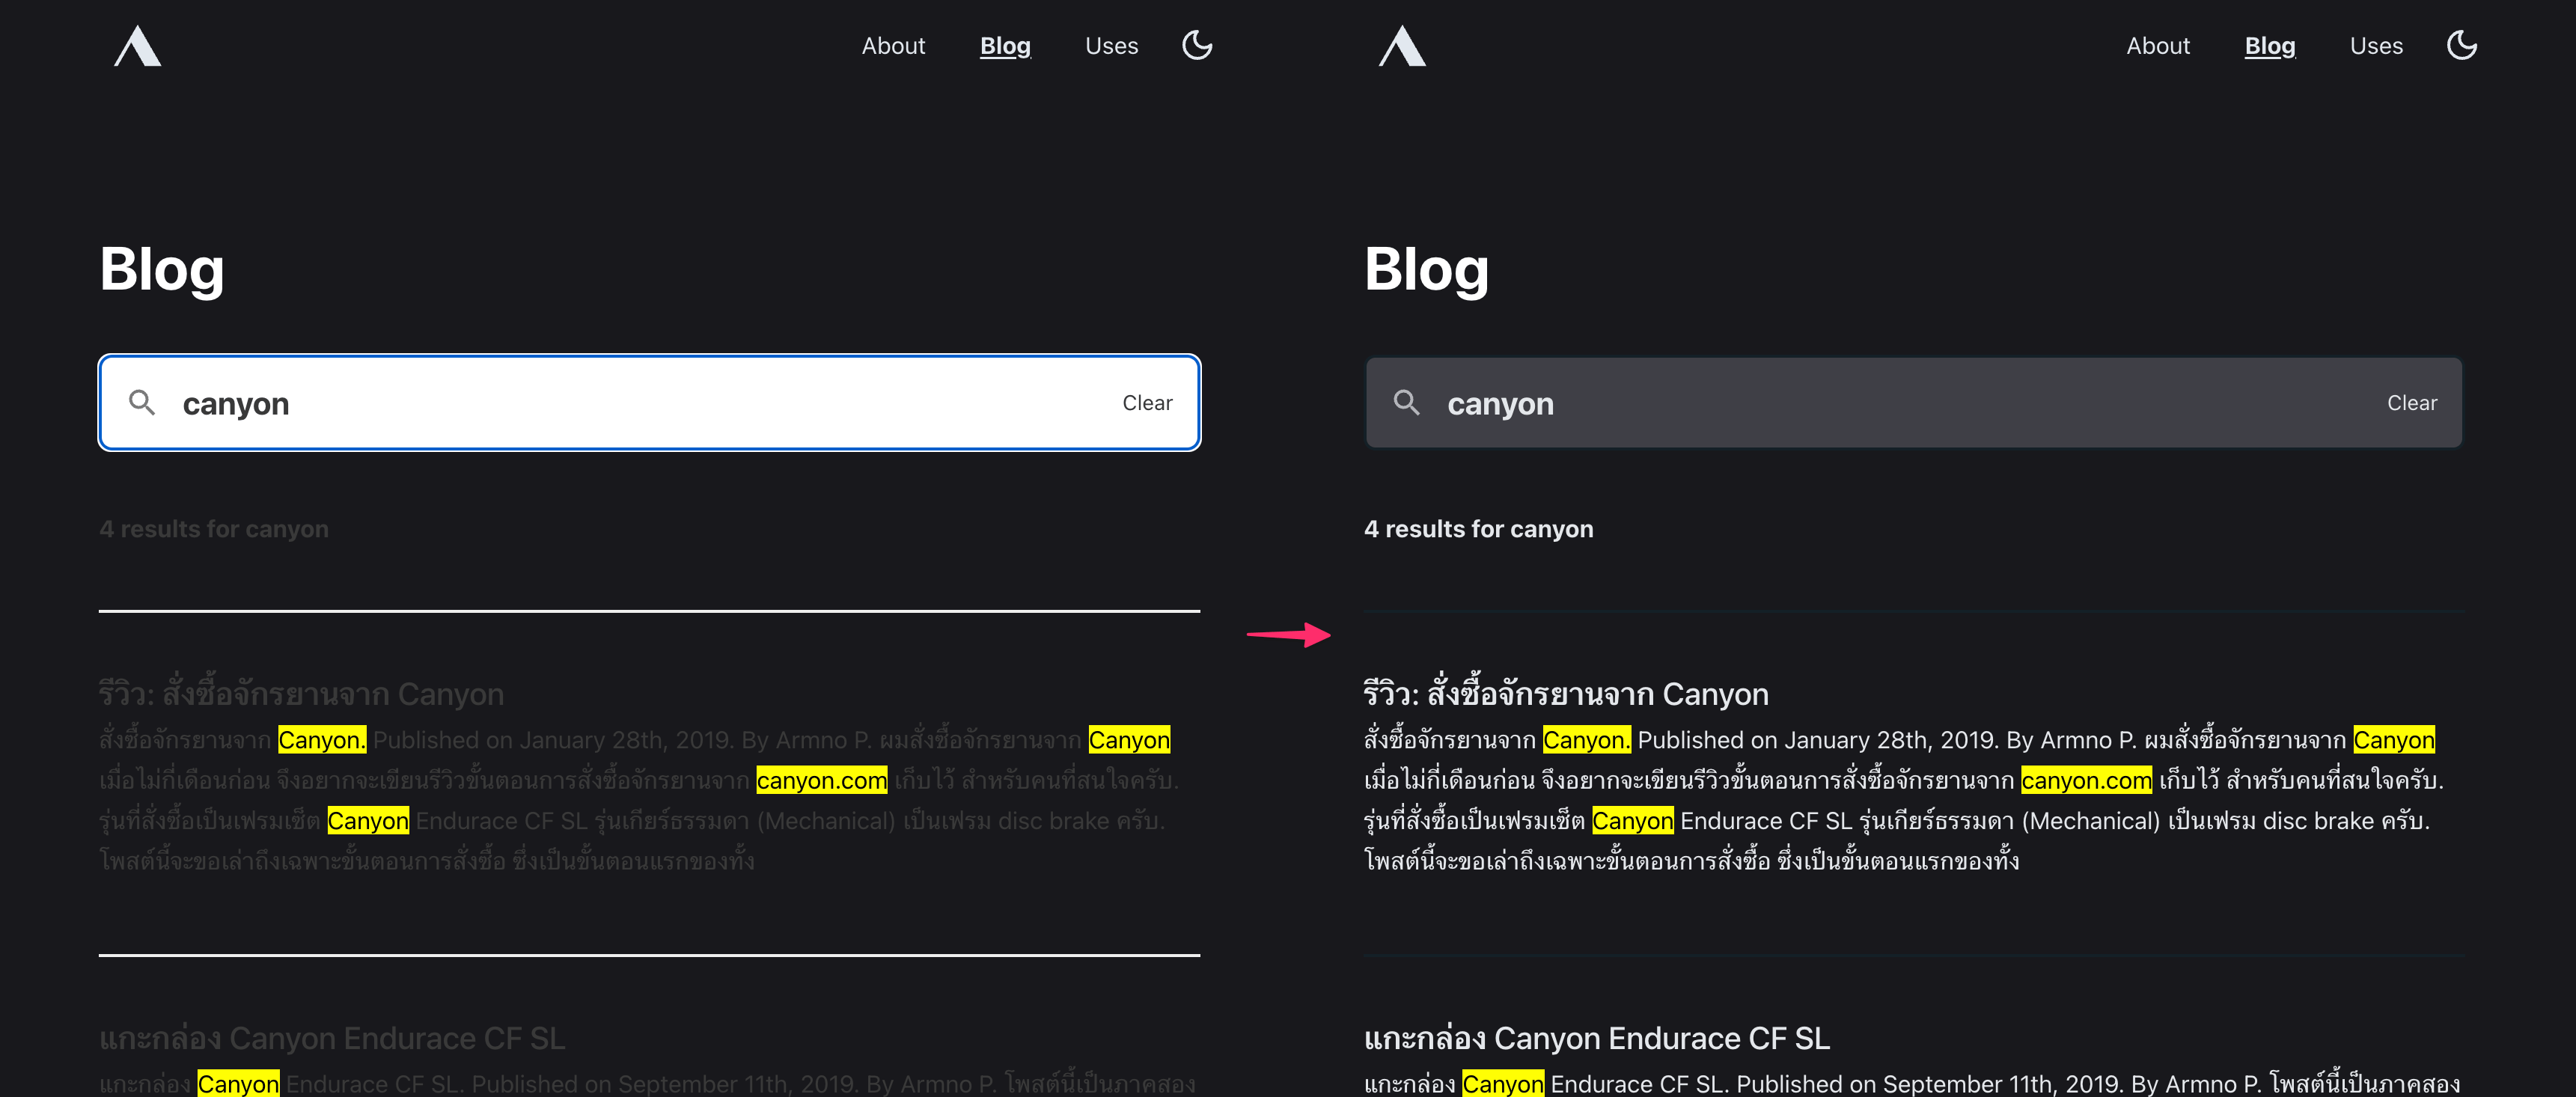 About Blog Uses
Blog
canyon Clear
4 results for canyon
รีวิว: สั่งซื้อจักรยานจาก Canyon
สั่งซื้อจักรยานจาก Canyon. Published on January 28th, 2019. By Armno P. ผมสั่งซื้อจักรยานจาก Canyon
เมื่อไม่กี่เดือนก่อน จึงอยากจะเขียนรีวิวขั้นตอนการสั่งซื้อจักรยานจาก canyon.com เก็บไว้ สำหรับคนที่สนใจครับ.
รุ่นที่สั่งซื้อเป็นเฟรมเซ็ต Canyon Endurace CF SL รุ่นเกียร์ธรรมดา (Mechanical) เป็นเฟรม disc brake ครับ.
โพสต์นี้จะขอเล่าถึงเฉพาะขั้นตอนการสั่งซื้อ ซึ่งเป็นขั้นตอนแรกของทั้ง
แกะกล่อง Canyon Endurace CF SL
แกะกล่อง Canyon Endurace CF SL. Published on September 11th, 2019. By Armno P. โพสต์นี้เป็นภาคสอง
About Blog Uses
Blog
canyon Clear
4 results for canyon
รีวิว: สั่งซื้อจักรยานจาก Canyon
สั่งซื้อจักรยานจาก Canyon. Published on January 28th, 2019. By Armno P. ผมสั่งซื้อจักรยานจาก Canyon
เมื่อไม่กี่เดือนก่อน จึงอยากจะเขียนรีวิวขั้นตอนการสั่งซื้อจักรยานจาก canyon.com เก็บไว้ สำหรับคนที่สนใจครับ.
รุ่นที่สั่งซื้อเป็นเฟรมเซ็ต Canyon Endurace CF SL รุ่นเกียร์ธรรมดา (Mechanical) เป็นเฟรม disc brake ครับ.
โพสต์นี้จะขอเล่าถึงเฉพาะขั้นตอนการสั่งซื้อ ซึ่งเป็นขั้นตอนแรกของทั้ง
แกะกล่อง Canyon Endurace CF SL
แกะกล่อง Canyon Endurace CF SL. Published on September 11th, 2019. By Armno P. โพสต์นี้เป็นภาคสอง